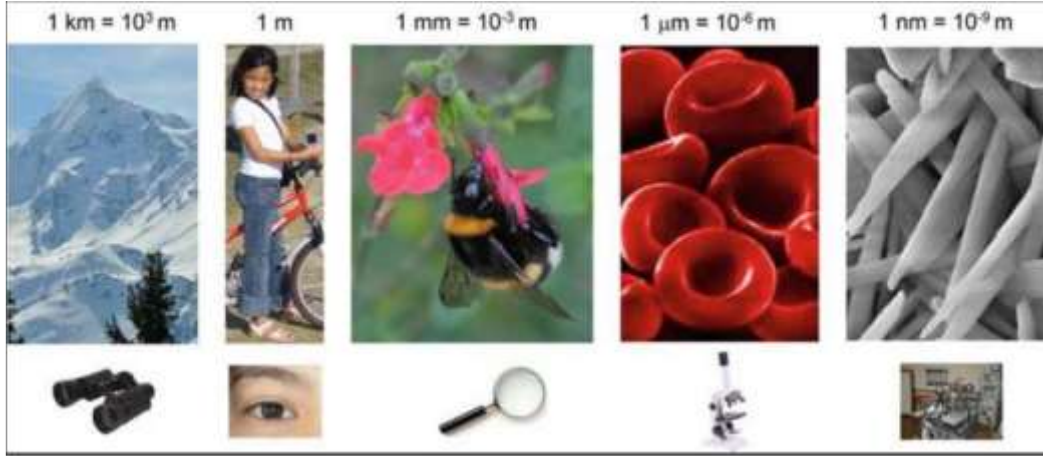 1 km = 10³ m
1 m
1 mm = 10⁻³ m
1 μm = 10⁻⁶ m
1 nm = 10⁻⁹ m